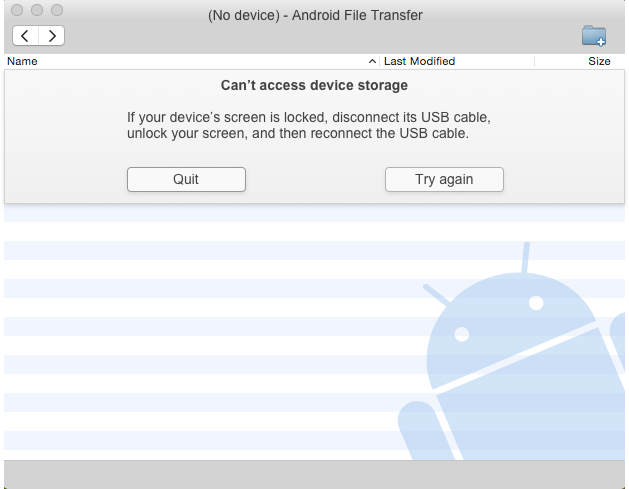 (No device) - Android File Transfer
Name
Last Modified
Size
Can't access device storage
If your device's screen is locked, disconnect its USB cable,
unlock your screen, and then reconnect the USB cable.
Quit
Try again